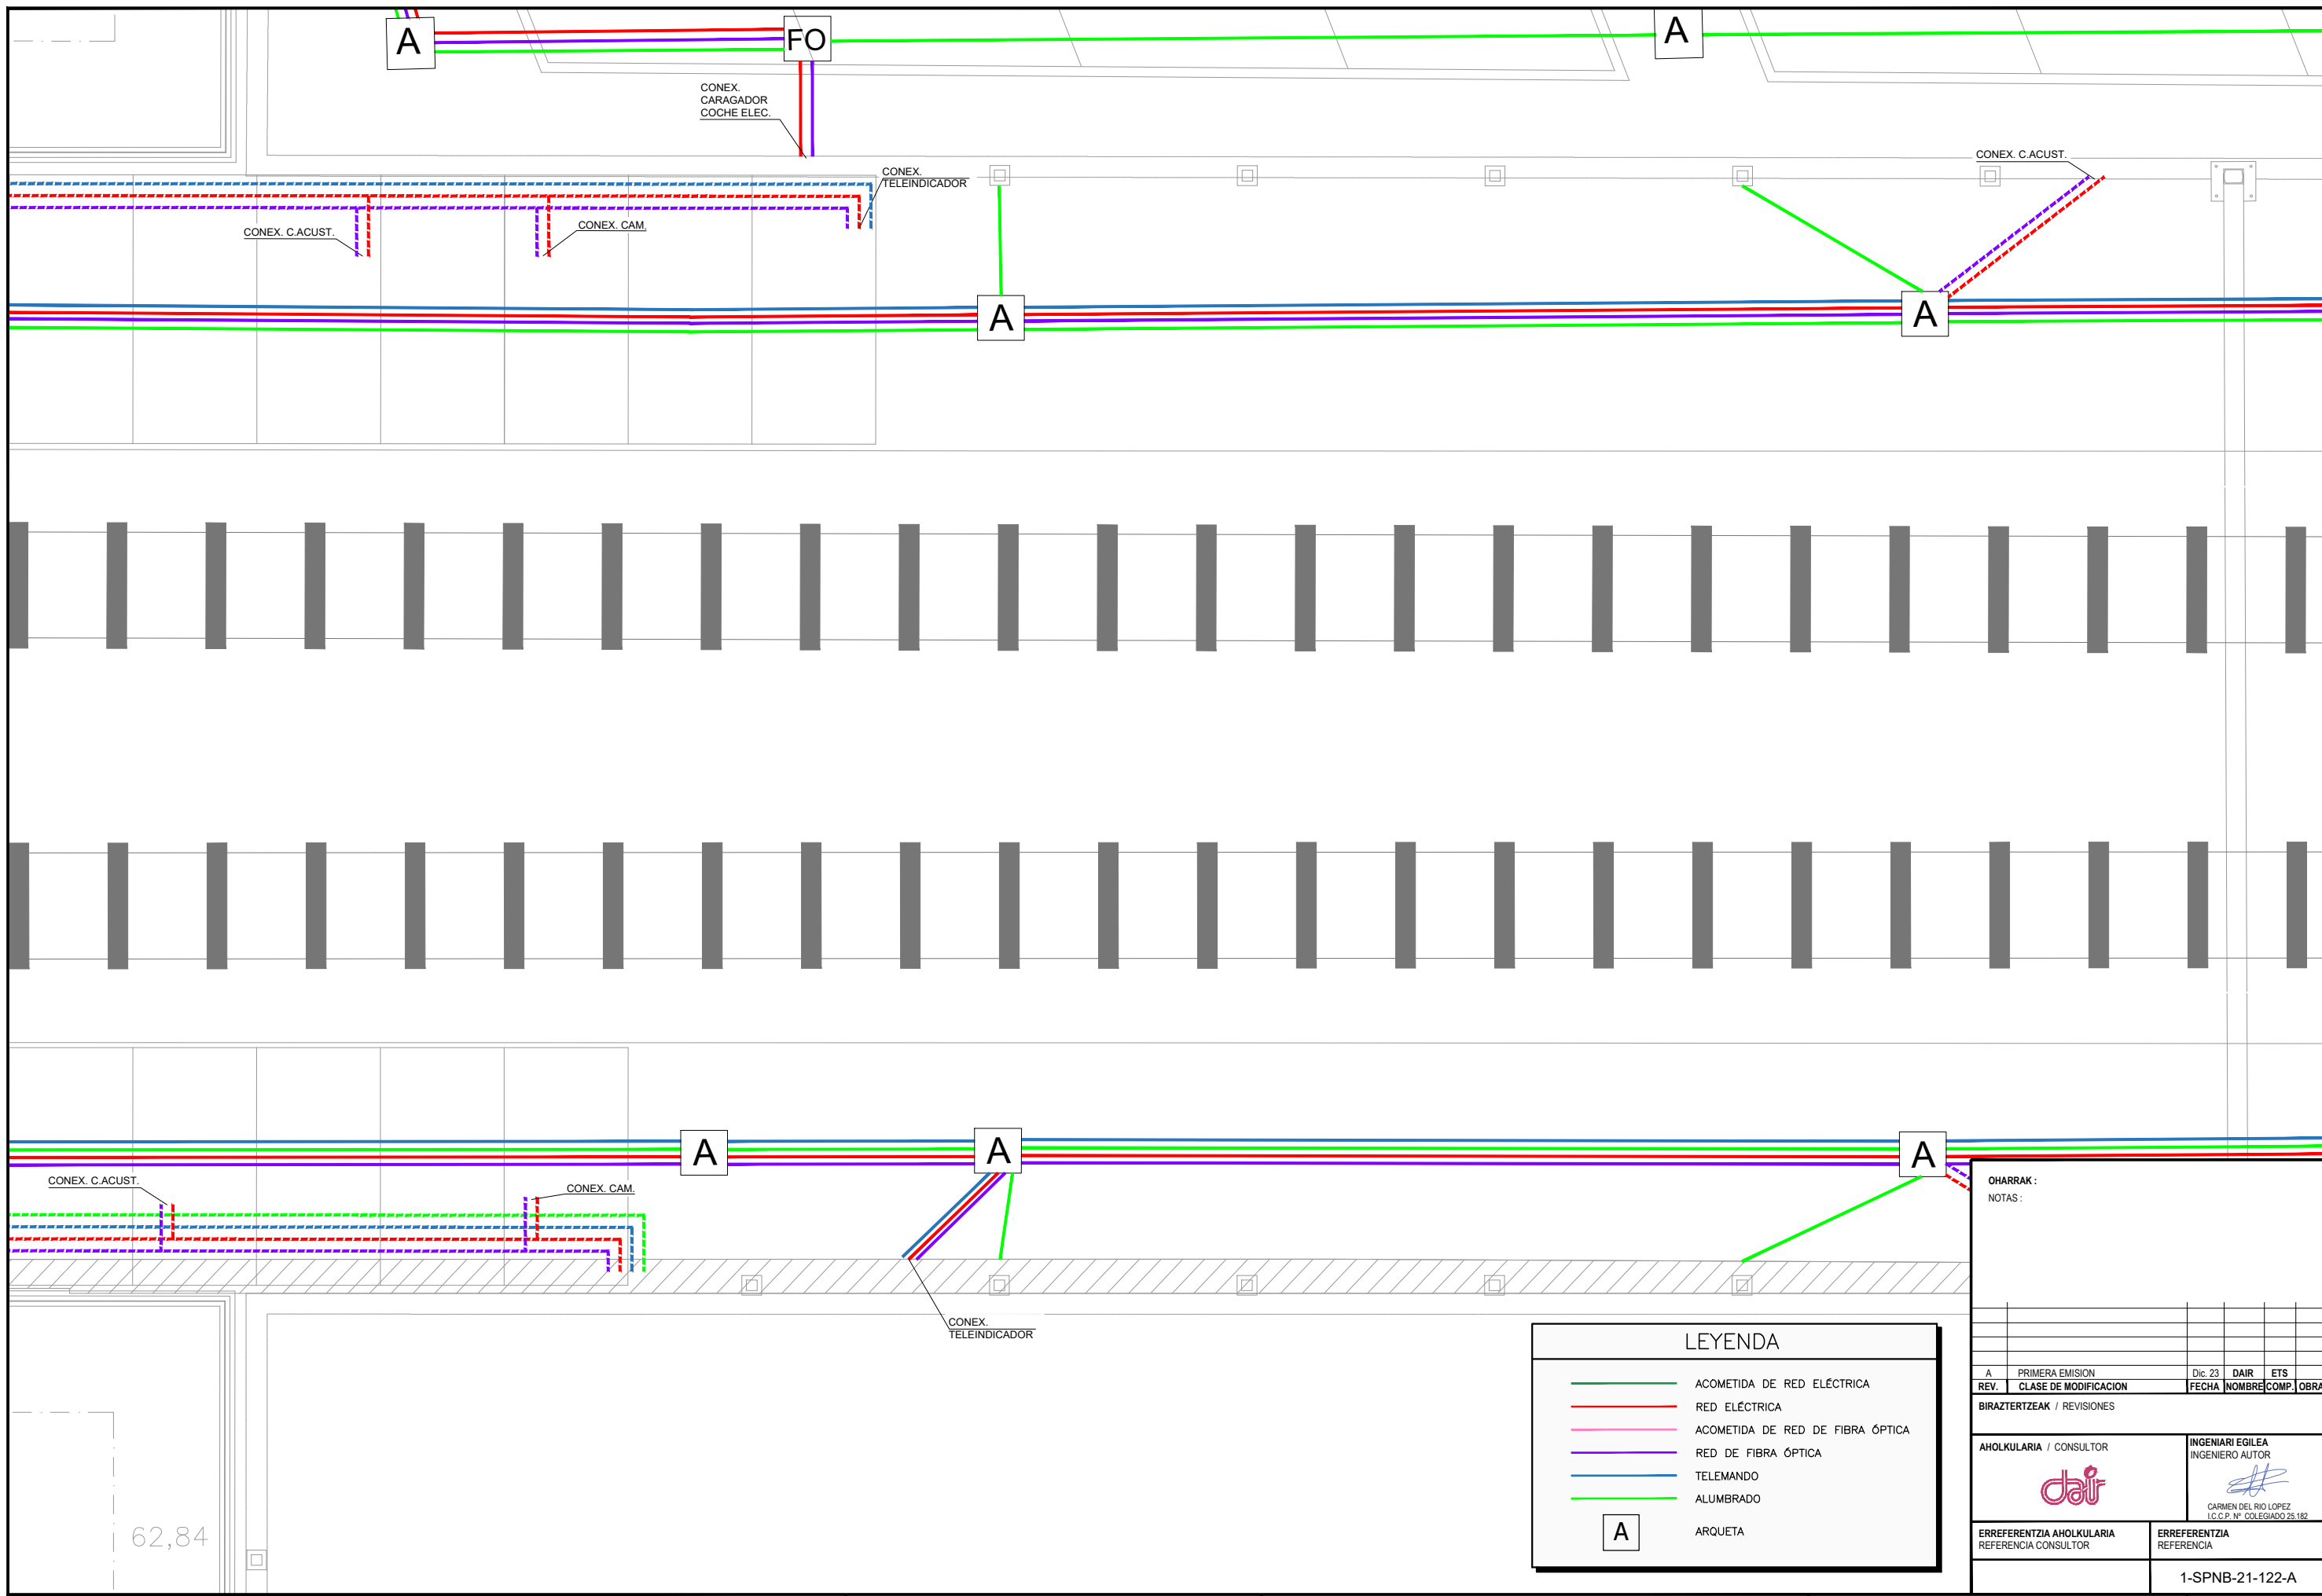 A
FO
A
CONEX.
CARAGADOR
COCHE ELEC.
CONEX. C.ACUST.
CONEX.
TELEINDICADOR
CONEX. C.ACUST.
CONEX. CAM.
A
A
A
A
A
CONEX. C.ACUST.
CONEX. CAM.
CONEX.
TELEINDICADOR
62,84
LEYENDA
ACOMETIDA DE RED ELÉCTRICA
RED ELÉCTRICA
ACOMETIDA DE RED DE FIBRA ÓPTICA
RED DE FIBRA ÓPTICA
TELEMANDO
ALUMBRADO
A ARQUETA
OHARRAK :
NOTAS :
A PRIMERA EMISION Dic. 23 DAIR ETS
REV. CLASE DE MODIFICACION FECHA NOMBRE COMP. OBRA
BIRAZTERTZEAK / REVISIONES
AHOLKULARIA / CONSULTOR
dair
INGENIARI EGILEA
INGENIERO AUTOR
CARMEN DEL RIO LOPEZ
I.C.C.P. Nº COLEGIADO 25.182
ERREFERENTZIA AHOLKULARIA
REFERENCIA CONSULTOR
ERREFERENTZIA
REFERENCIA
1-SPNB-21-122-A